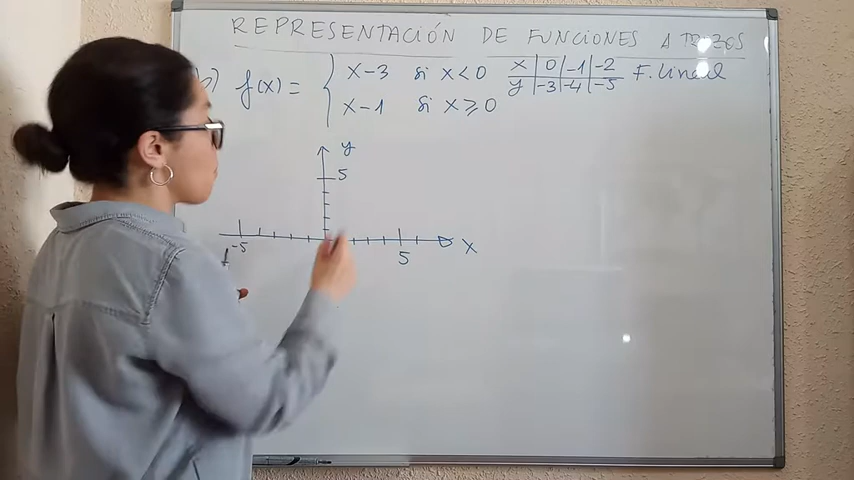 REPRESENTACIÓN DE FUNCIONES A TROZOS
b) f(x) = { x-3 si x<0
x-1 si x≥0
x | 0 | -1 | -2 F. lineal
y | -3 | -4 | -5
y
5
-5 5 x